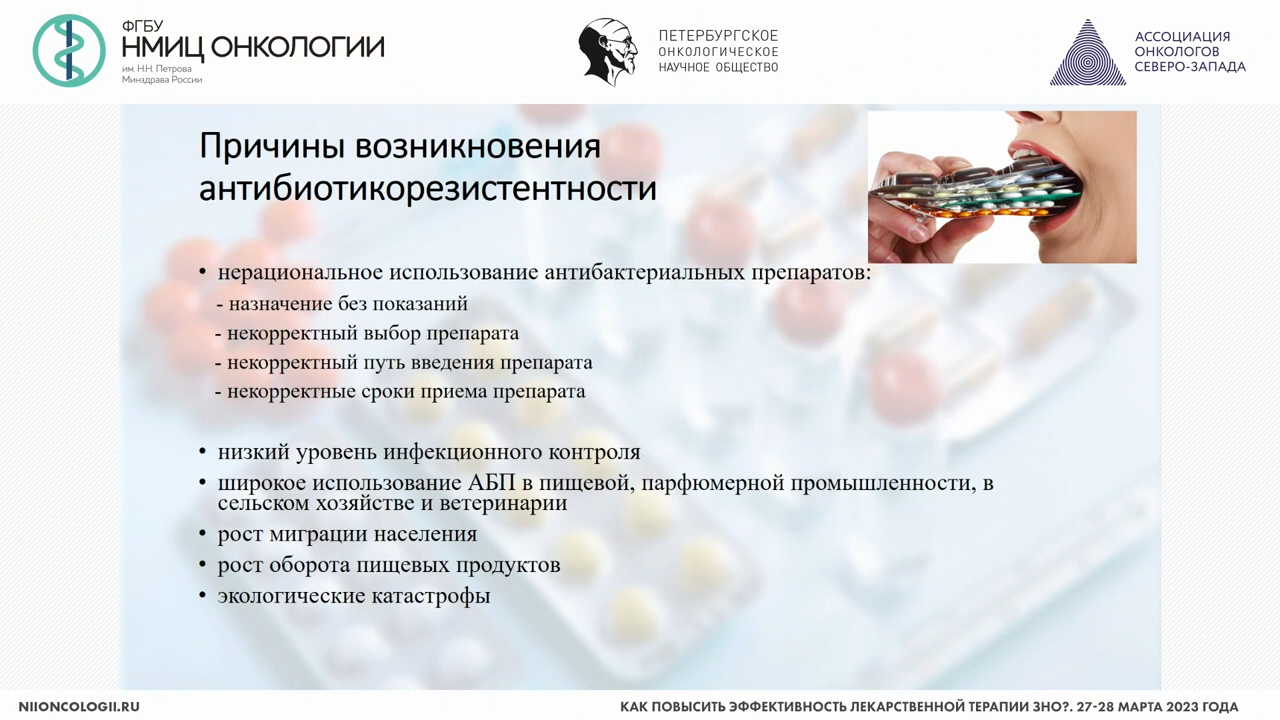 ФГБУ
НМИЦ ОНКОЛОГИИ
им. Н.Н. Петрова
Минздрава России
ПЕТЕРБУРГСКОЕ
ОНКОЛОГИЧЕСКОЕ
НАУЧНОЕ ОБЩЕСТВО
АССОЦИАЦИЯ
ОНКОЛОГОВ
СЕВЕРО-ЗАПАДА
Причины возникновения
антибиотикорезистентности
• нерациональное использование антибактериальных препаратов:
- назначение без показаний
- некорректный выбор препарата
- некорректный путь введения препарата
- некорректные сроки приема препарата
• низкий уровень инфекционного контроля
• широкое использование АБП в пищевой, парфюмерной промышленности, в
сельском хозяйстве и ветеринарии
• рост миграции населения
• рост оборота пищевых продуктов
• экологические катастрофы
NIIONCOLOGII.RU
КАК ПОВЫСИТЬ ЭФФЕКТИВНОСТЬ ЛЕКАРСТВЕННОЙ ТЕРАПИИ ЗНО?. 27-28 МАРТА 2023 ГОДА